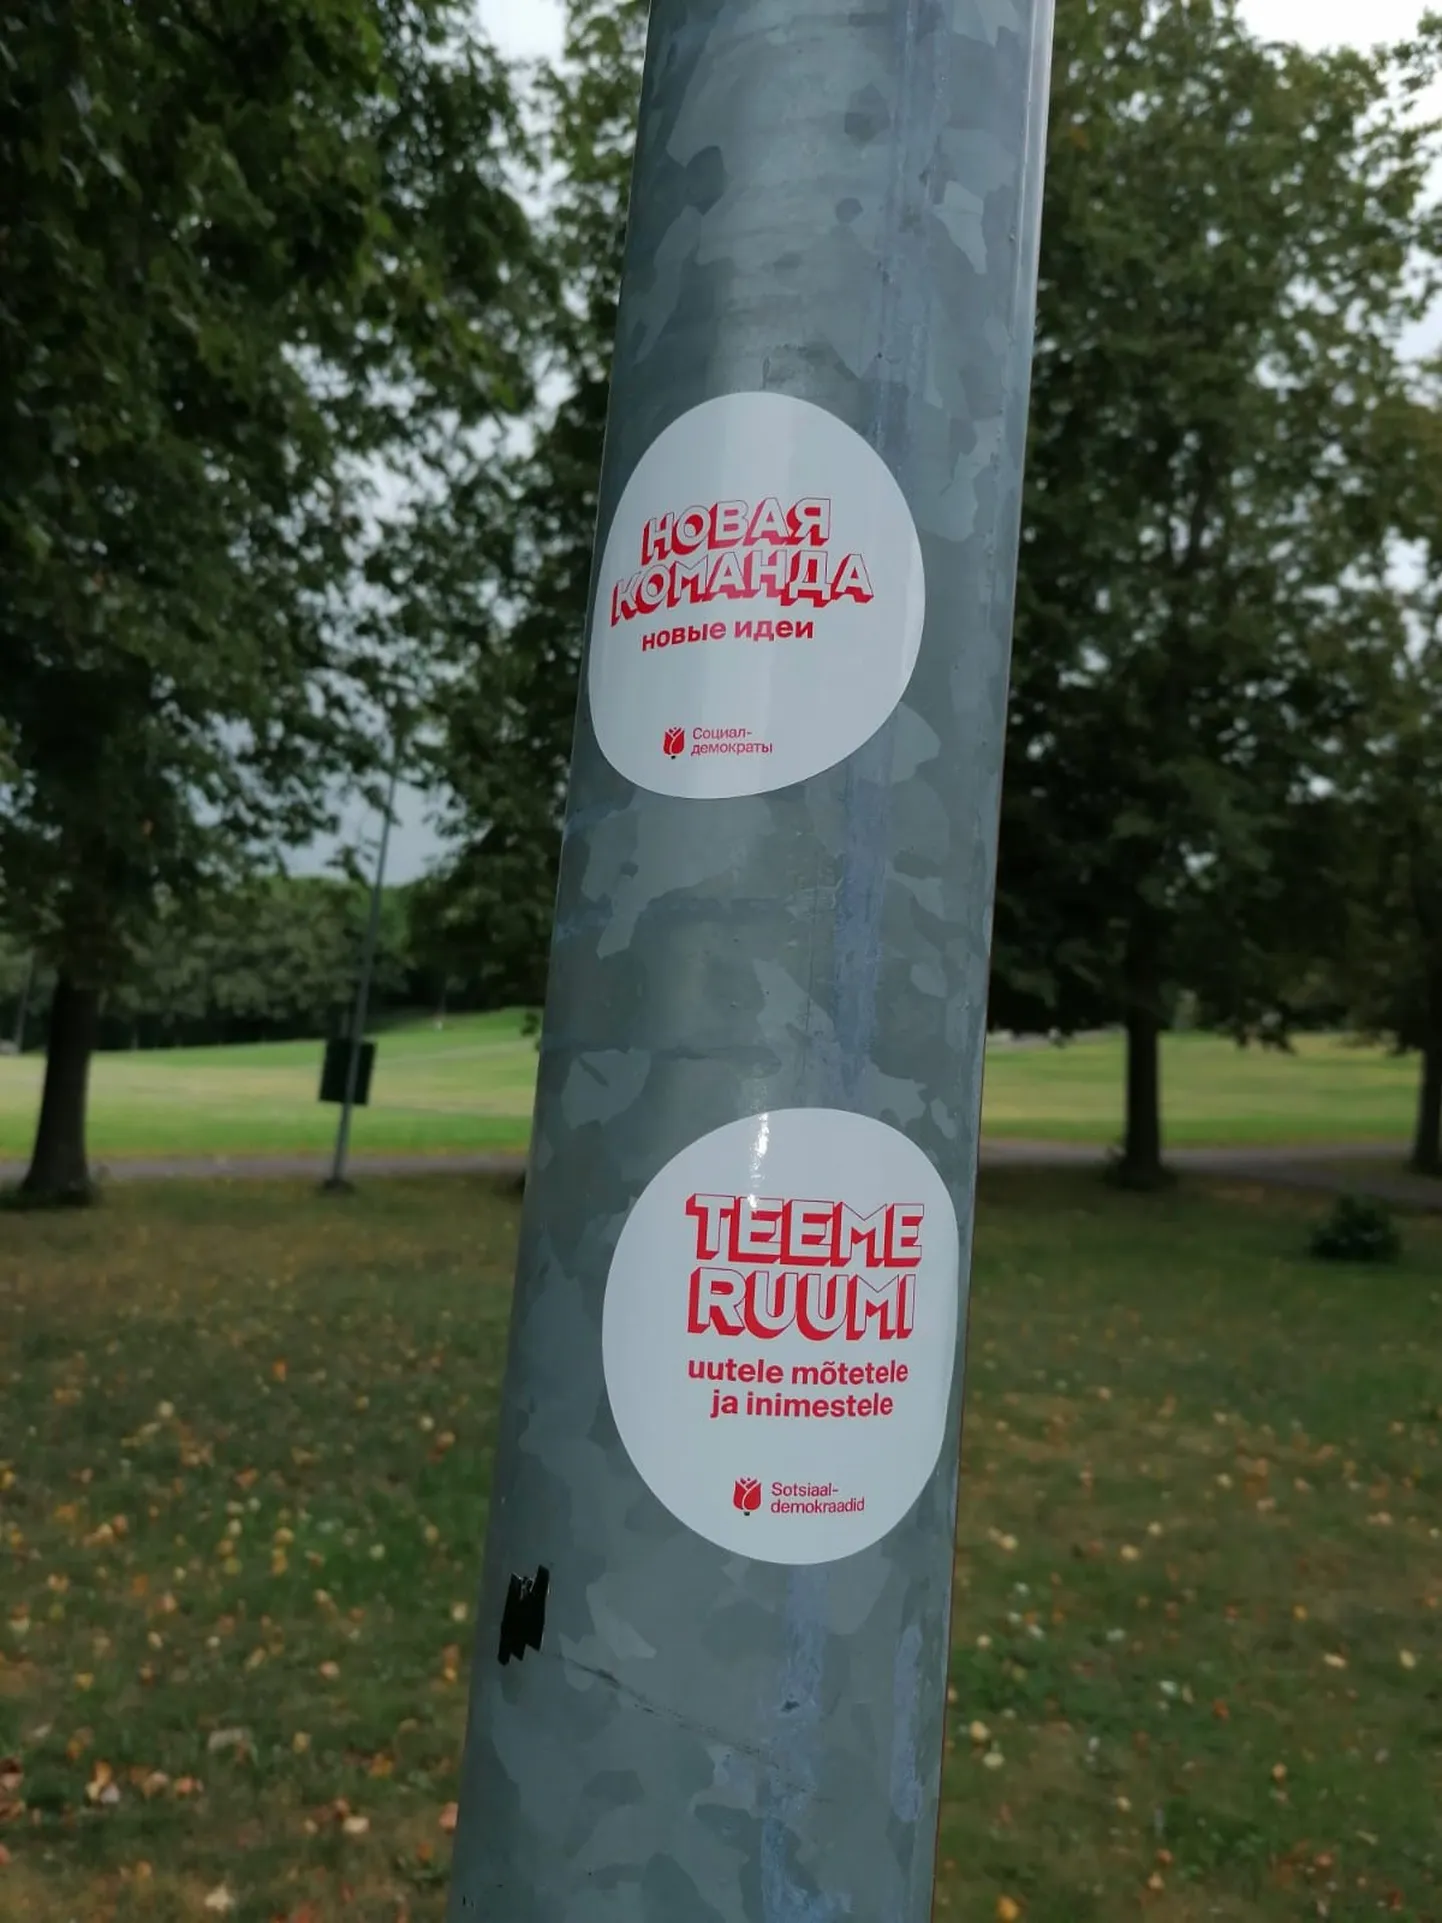 НОВАЯ
КОМАНДА
новые идеи
Социал-
демократы
TEEME
RUUMI
uutele mõtetele
ja inimestele
Sotsiaal-
demokraadid